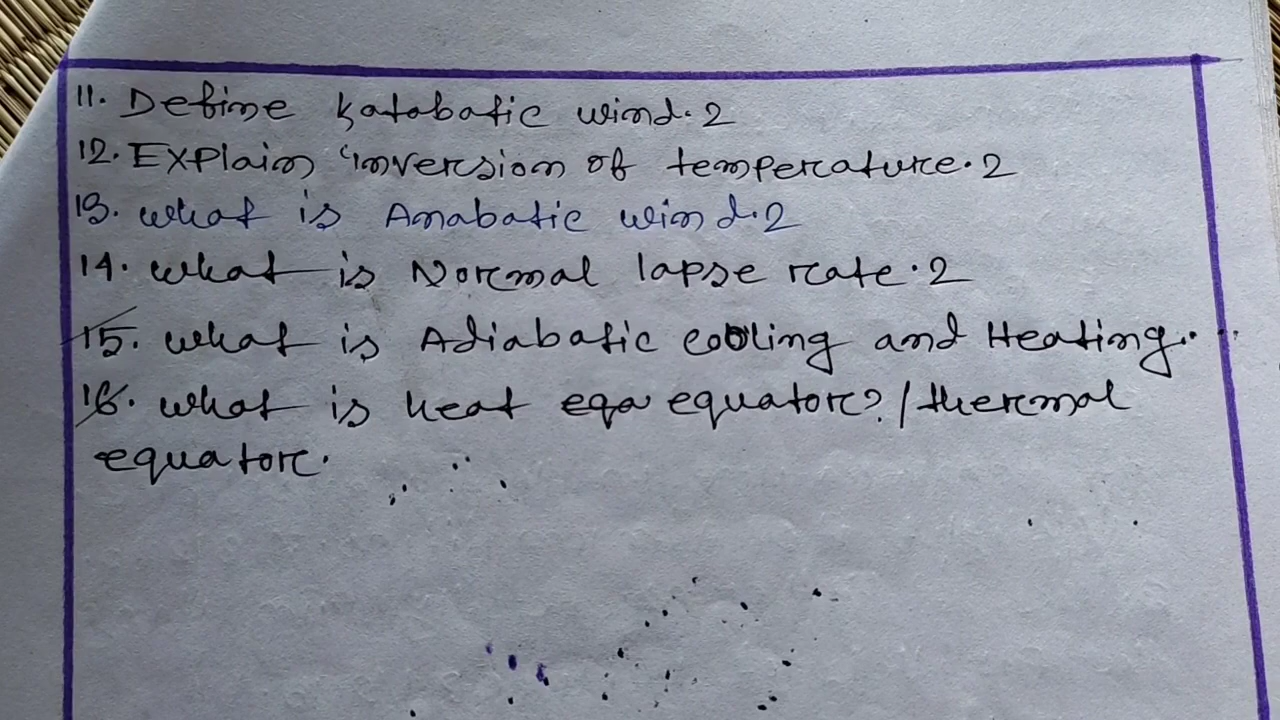 11. Define katabatic wind. 2
12. Explain inversion of temperature. 2
13. what is Anabatic wind. 2
14. what is Normal lapse rate. 2
15. what is Adiabatic cooling and Heating.
16. what is heat eqa equator? / thermal
equator.